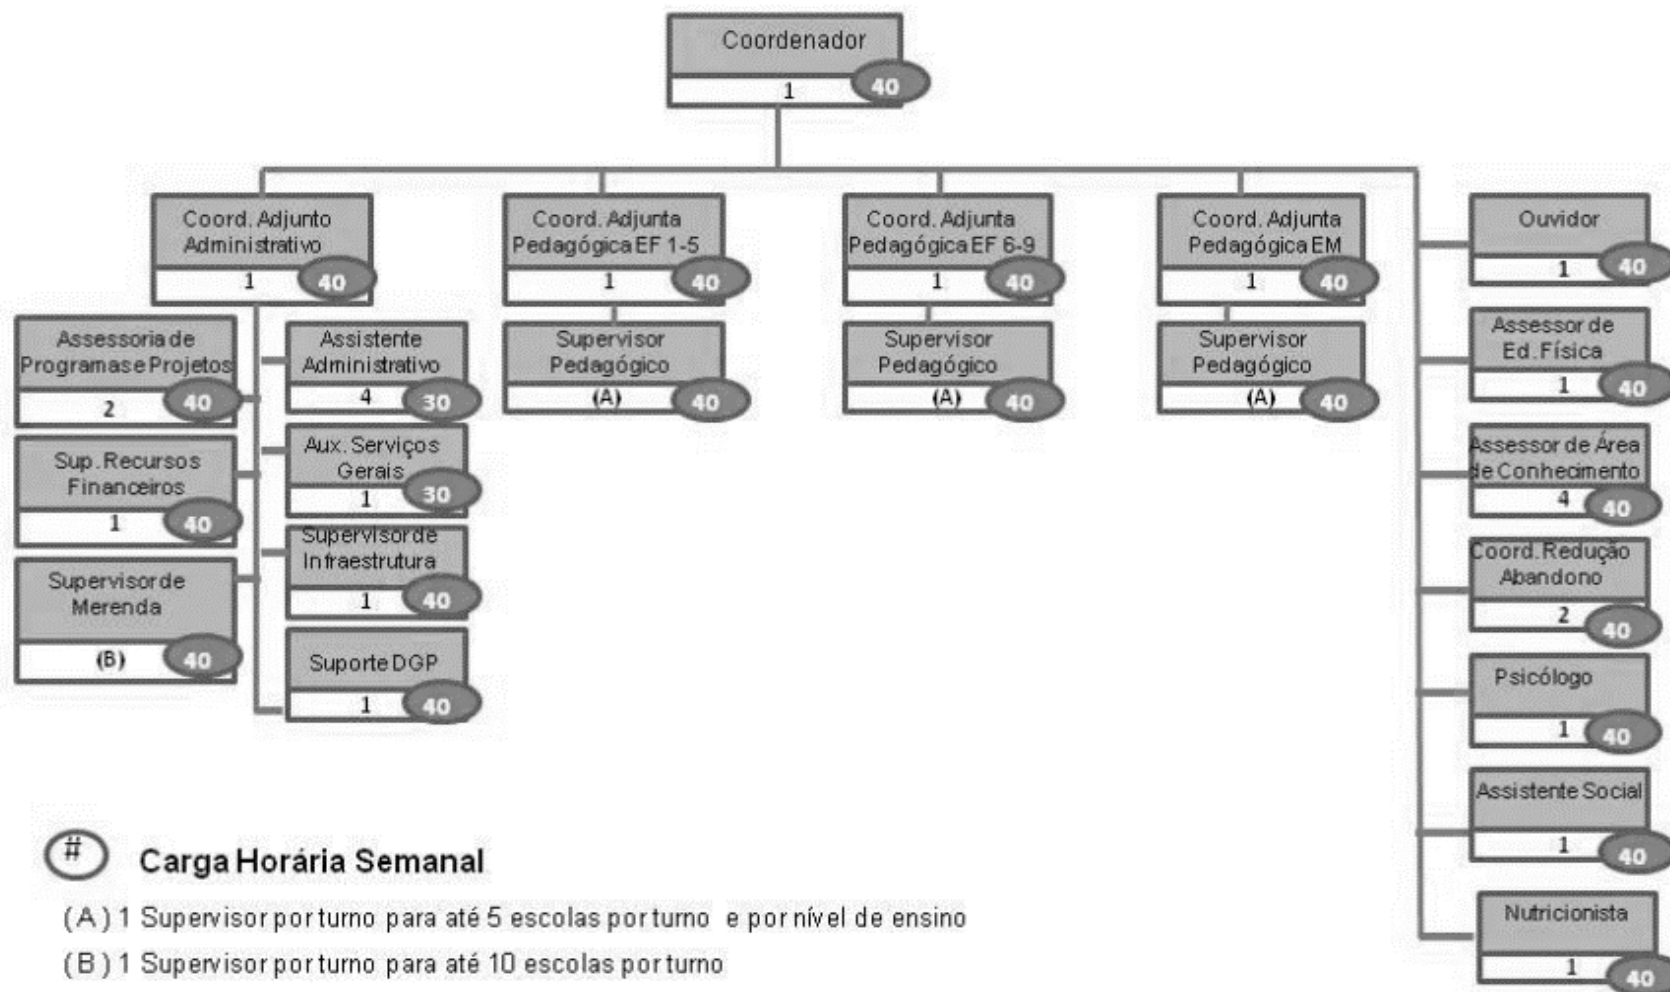 Coordenador
1
40
Coord. Adjunto
Administrativo
1
40
Assessoria de
Programas e Projetos
2
40
Sup. Recursos
Financeiros
1
40
Supervisor de
Merenda
(B)
40
Assistente
Administrativo
4
30
Aux. Serviços
Gerais
1
30
Supervisor de
Infraestrutura
1
40
Suporte DGP
1
40
Coord. Adjunta
Pedagógica EF 1-5
1
40
Supervisor
Pedagógico
(A)
40
Coord. Adjunta
Pedagógica EF 6-9
1
40
Supervisor
Pedagógico
(A)
40
Coord. Adjunta
Pedagógica EM
1
40
Supervisor
Pedagógico
(A)
40
Ouvidor
1
40
Assessor de
Ed. Física
1
40
Assessor de Área
de Conhecimento
4
40
Coord. Redução
Abandono
2
40
Psicólogo
1
40
Assistente Social
1
40
Nutricionista
1
40
# Carga Horária Semanal
(A) 1 Supervisor por turno para até 5 escolas por turno e por nível de ensino
(B) 1 Supervisor por turno para até 10 escolas por turno